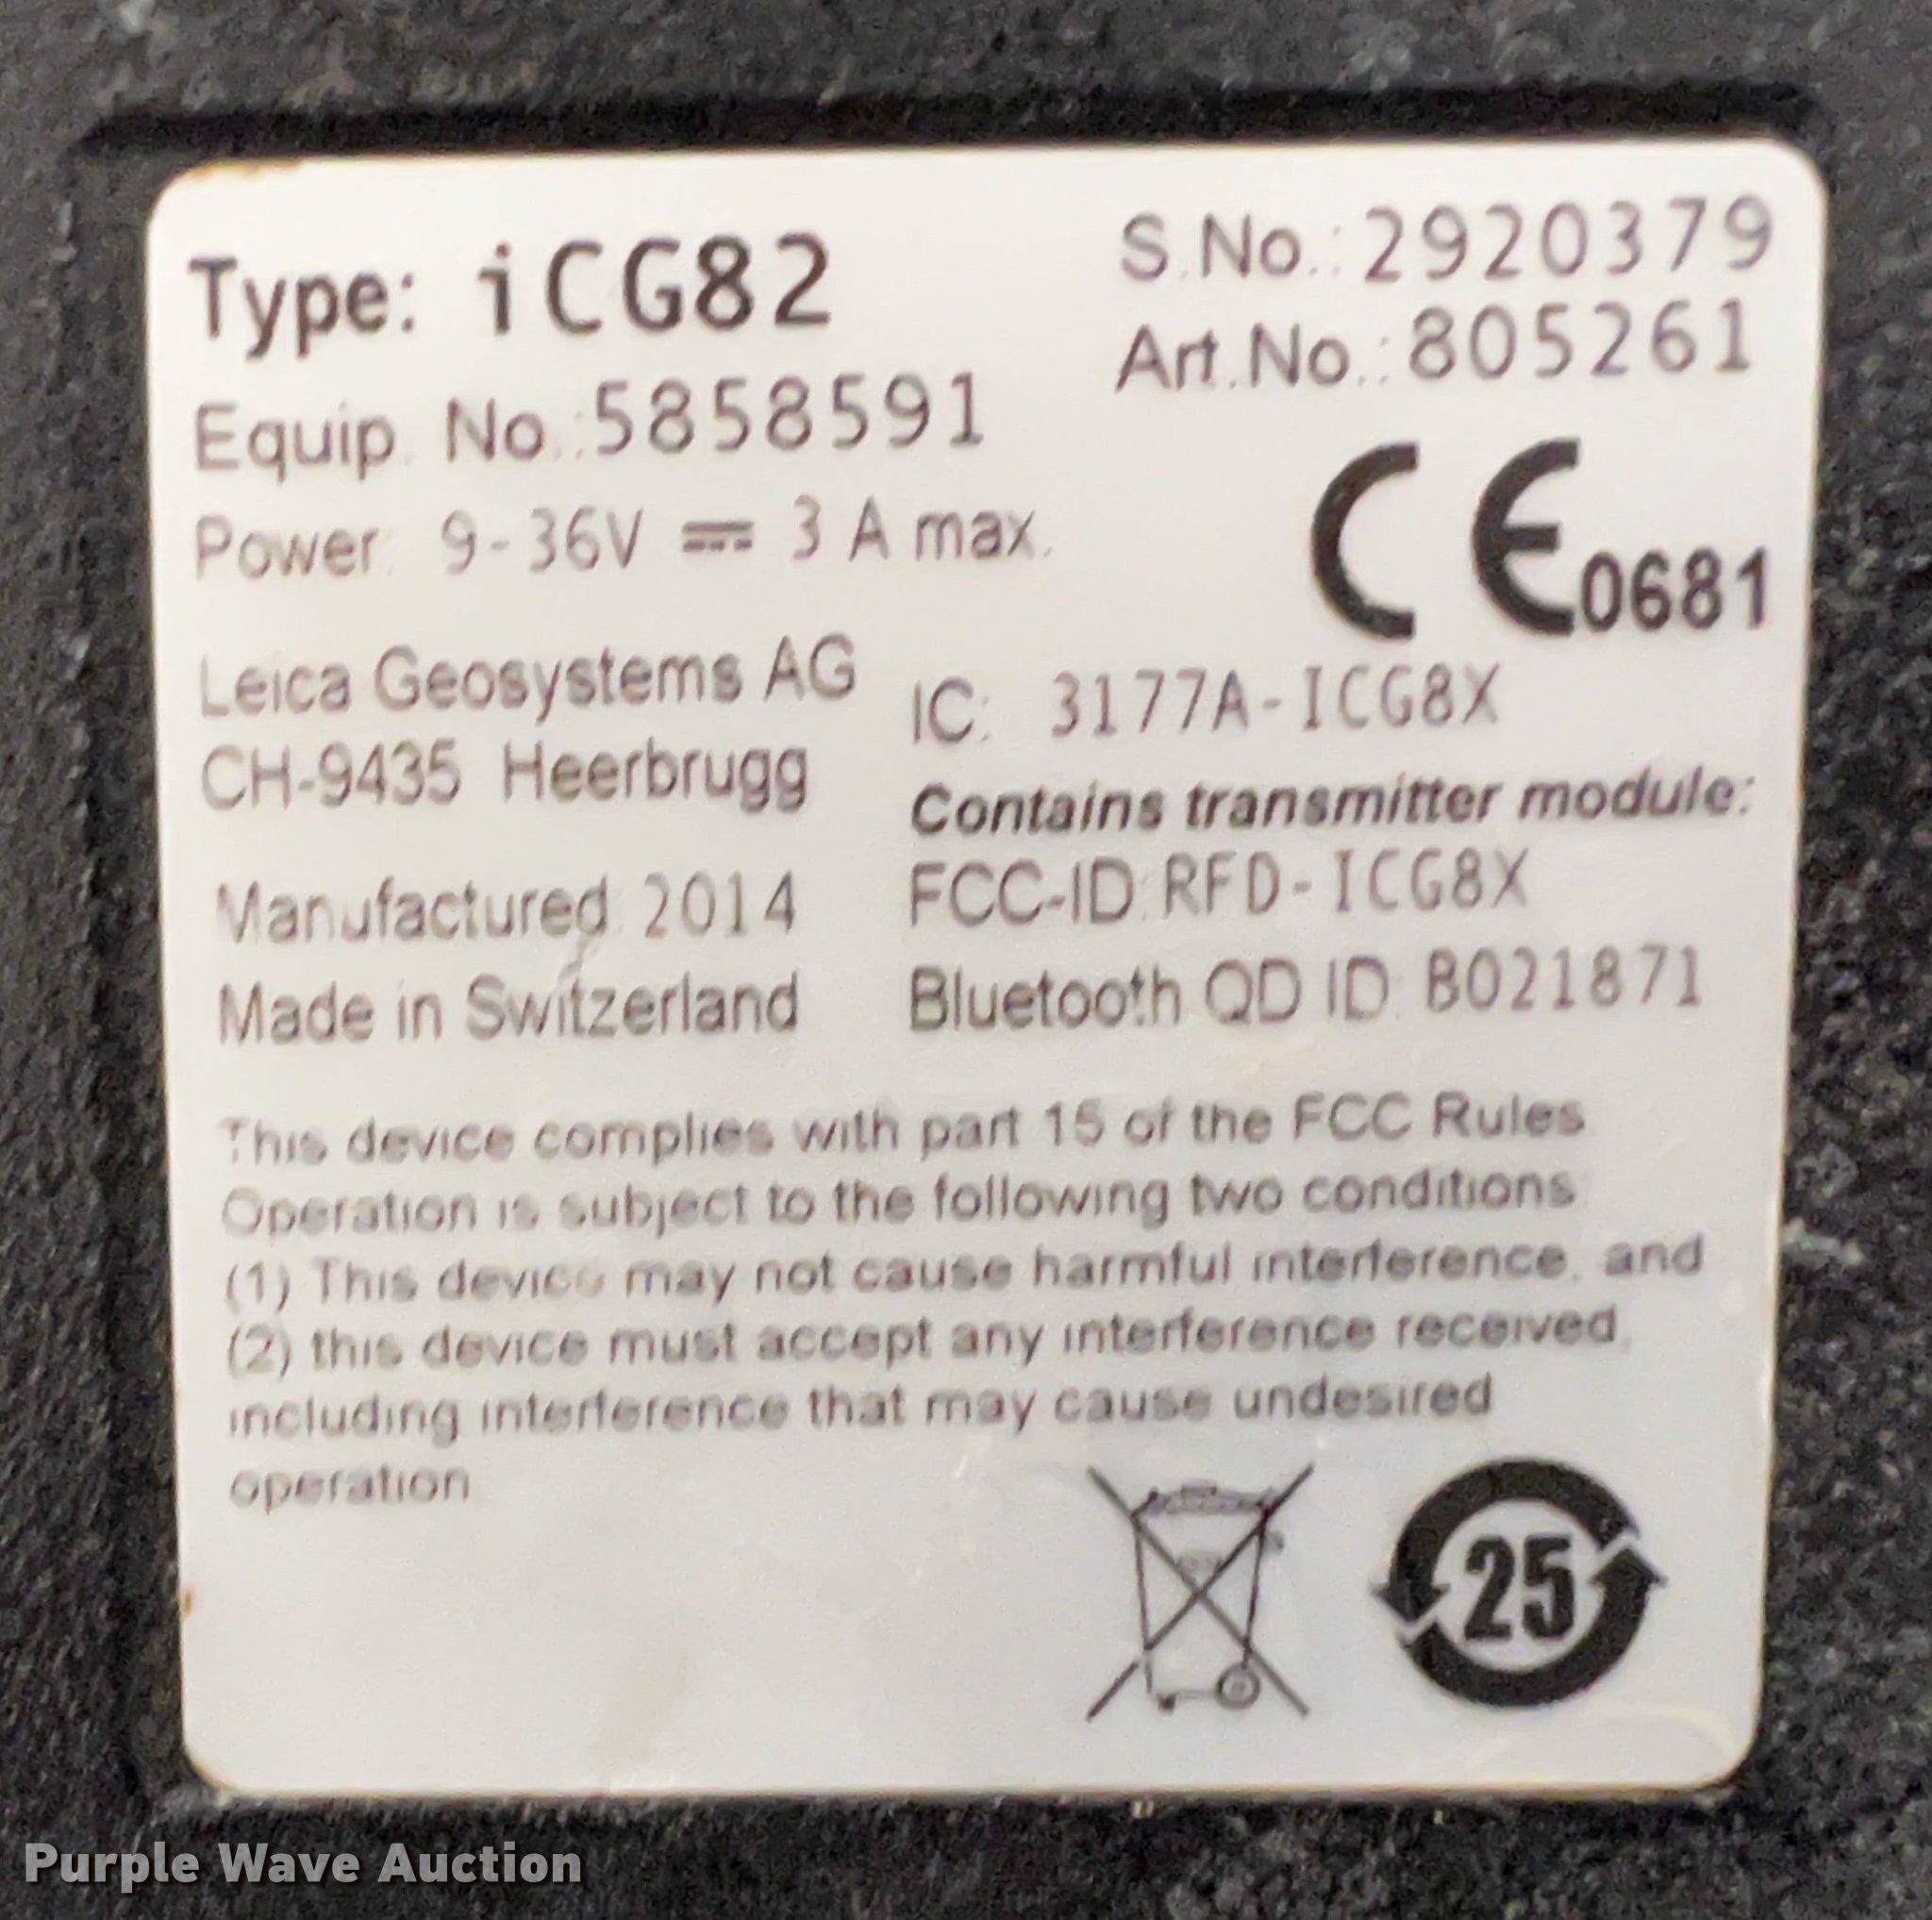 Type: iCG82
S.No.: 2920379
Art.No.: 805261
Equip. No.: 5858591
Power: 9-36V ⎓ 3 A max.
CE 0681
Leica Geosystems AG
CH-9435 Heerbrugg
Manufactured: 2014
Made in Switzerland
IC: 3177A-ICG8X
Contains transmitter module:
FCC-ID: RFD-ICG8X
Bluetooth QD ID: B021871
This device complies with part 15 of the FCC Rules
Operation is subject to the following two conditions
(1) This device may not cause harmful interference, and
(2) this device must accept any interference received,
including interference that may cause undesired
operation
25
Purple Wave Auction